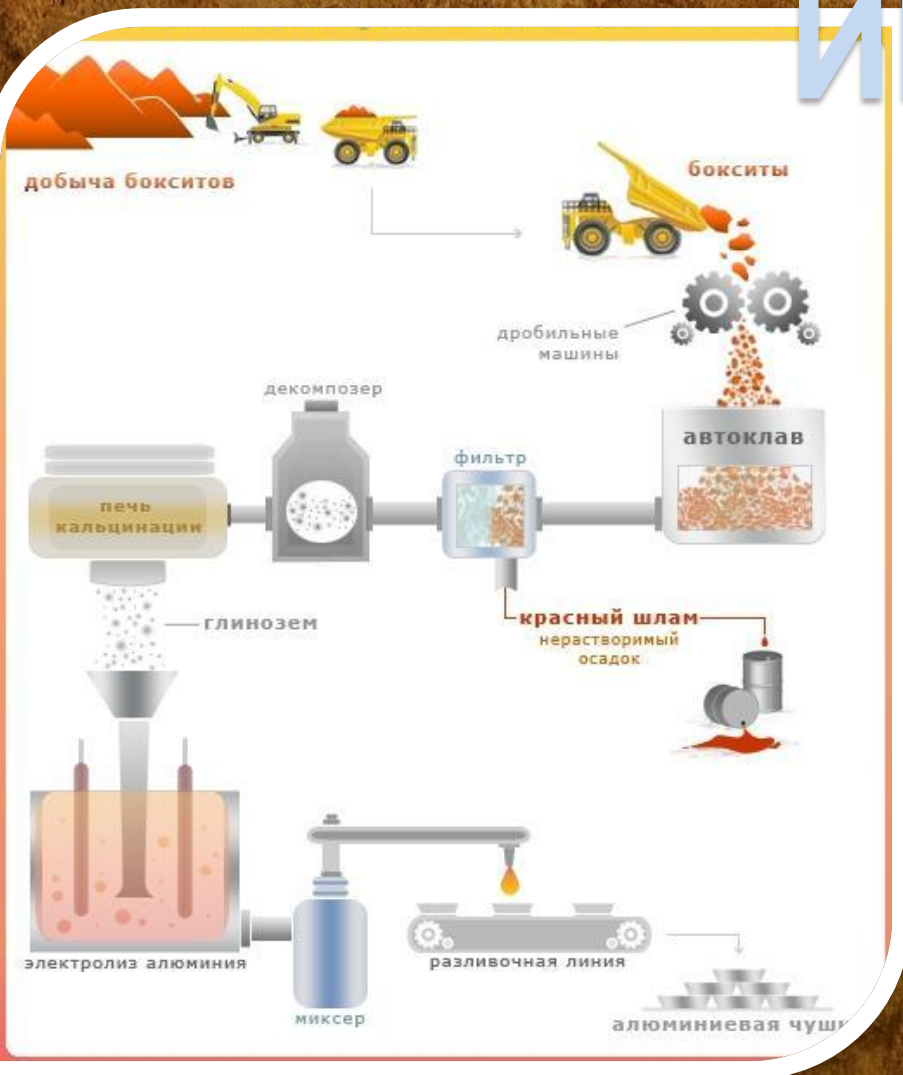 добыча бокситов
бокситы
дробильные
машины
декомпозер
автоклав
фильтр
печь
кальцинации
глинозем
красный шлам
нерастворимый
осадок
электролиз алюминия
разливочная линия
миксер
алюминиевая